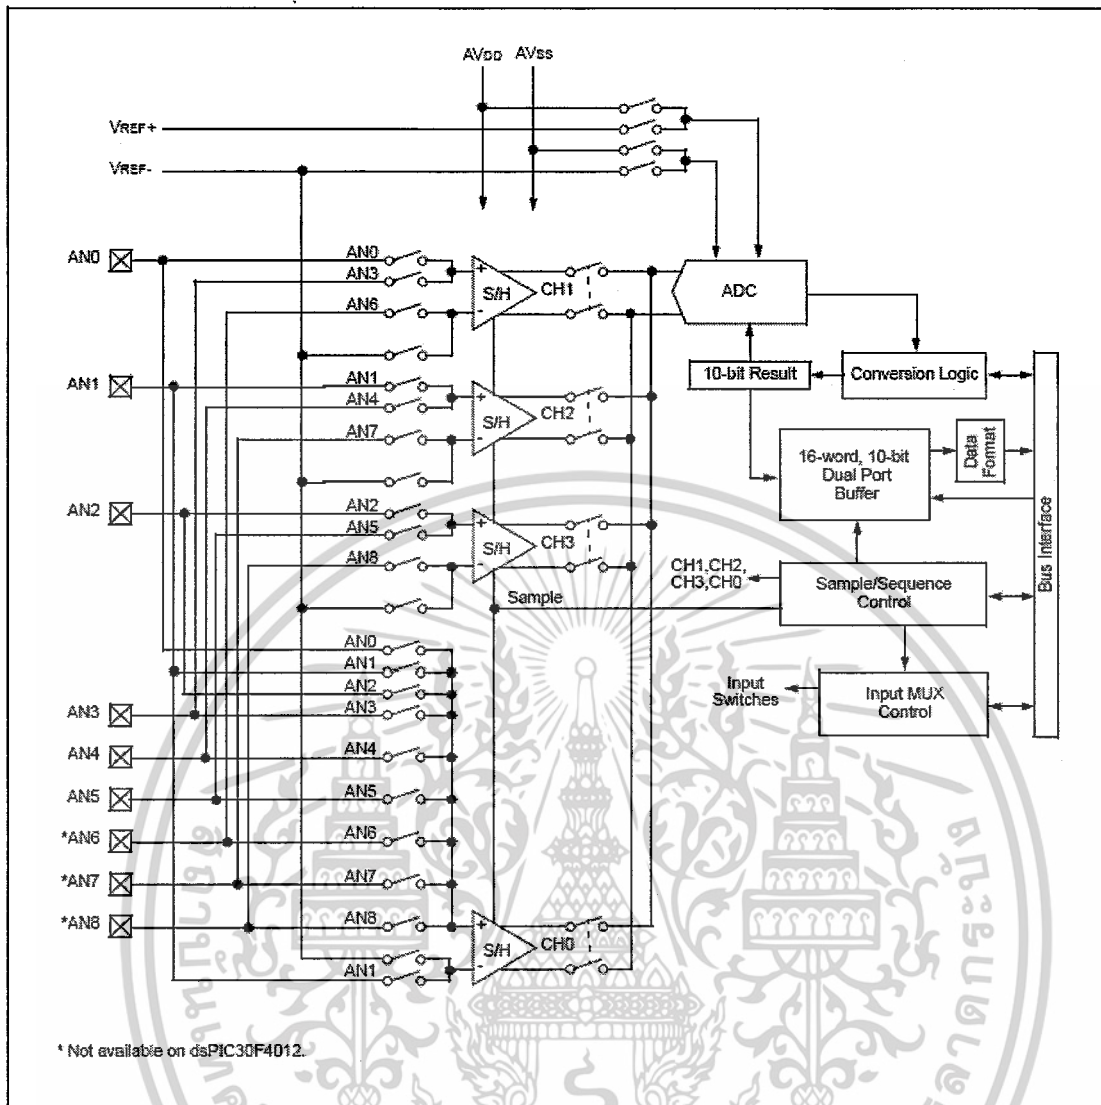 AVDD AVSS
VREF+
VREF-
AN0
AN0
AN3
AN6
+
-
S/H
CH1
ADC
AN1
AN1
AN4
AN7
+
-
S/H
CH2
10-bit Result
Conversion Logic
16-word, 10-bit
Dual Port
Buffer
Data
Format
Bus Interface
AN2
AN2
AN5
AN8
+
-
S/H
CH3
CH1,CH2,
CH3,CH0
Sample
Sample/Sequence
Control
AN0
AN1
AN2
AN3
AN3
Input
Switches
Input MUX
Control
AN4
AN4
AN5
AN5
*AN6
AN6
*AN7
AN7
*AN8
AN8
+
-
S/H
CH0
AN1
* Not available on dsPIC30F4012.